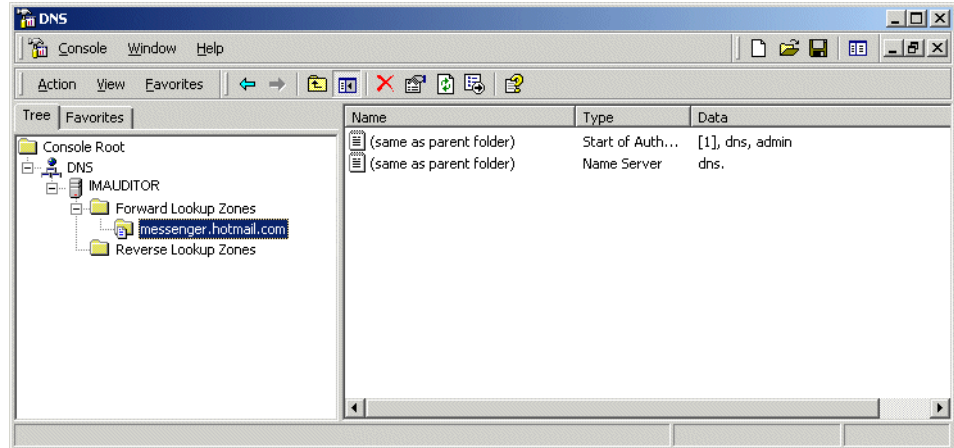 DNS
Console Window Help
Action View Favorites
Tree Favorites
Name Type Data
Console Root
DNS
IMAUDITOR
Forward Lookup Zones
messenger.hotmail.com
Reverse Lookup Zones
(same as parent folder) Start of Auth... [1], dns, admin
(same as parent folder) Name Server dns.